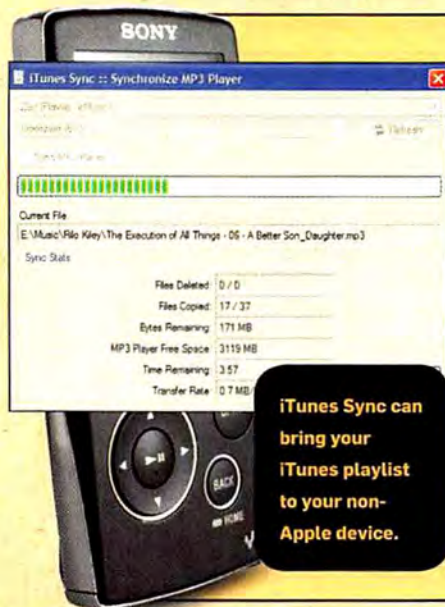 SONY
iTunes Sync :: Synchronize MP3 Player
Refresh
Current File
E:\Music\Rilo Kiley\The Execution of All Things - 06 - A Better Son_Daughter.mp3
Sync Stats
Files Deleted: 0 / 0
Files Copied: 17 / 37
Bytes Remaining: 171 MB
MP3 Player Free Space: 3119 MB
Time Remaining: 3:57
Transfer Rate: 0.7 MB/
iTunes Sync can
bring your
iTunes playlist
to your non-
Apple device.
BACK
HOME